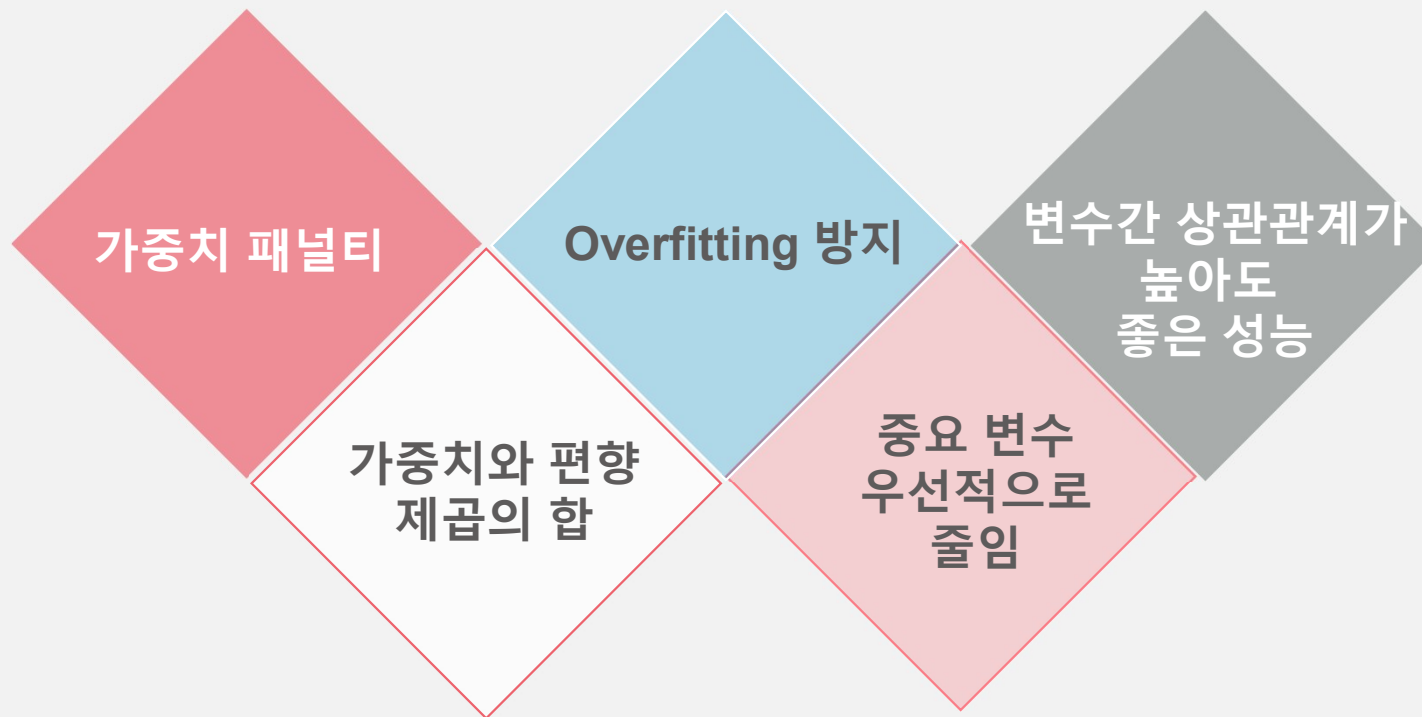 가중치 패널티
Overfitting 방지
변수간 상관관계가
높아도
좋은 성능
가중치와 편향
제곱의 합
중요 변수
우선적으로
줄임